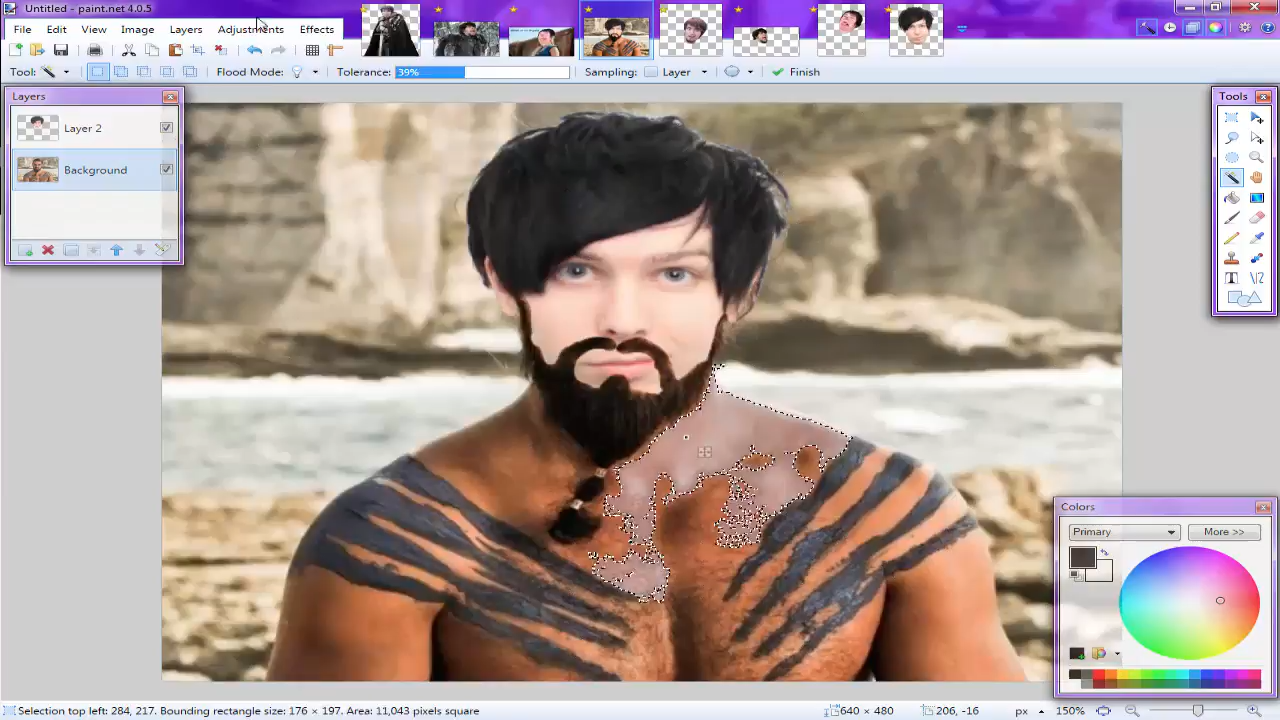 Untitled - paint.net 4.0.5
File Edit View Image Layers Adjustments Effects
Tool: Flood Mode: Tolerance: 39% Sampling: Layer Finish
Layers
Layer 2
Background
Tools
Colors
Primary More >>
Selection top left: 284, 217. Bounding rectangle size: 176 × 197. Area: 11,043 pixels square 640 × 480 206, -16 px 150%